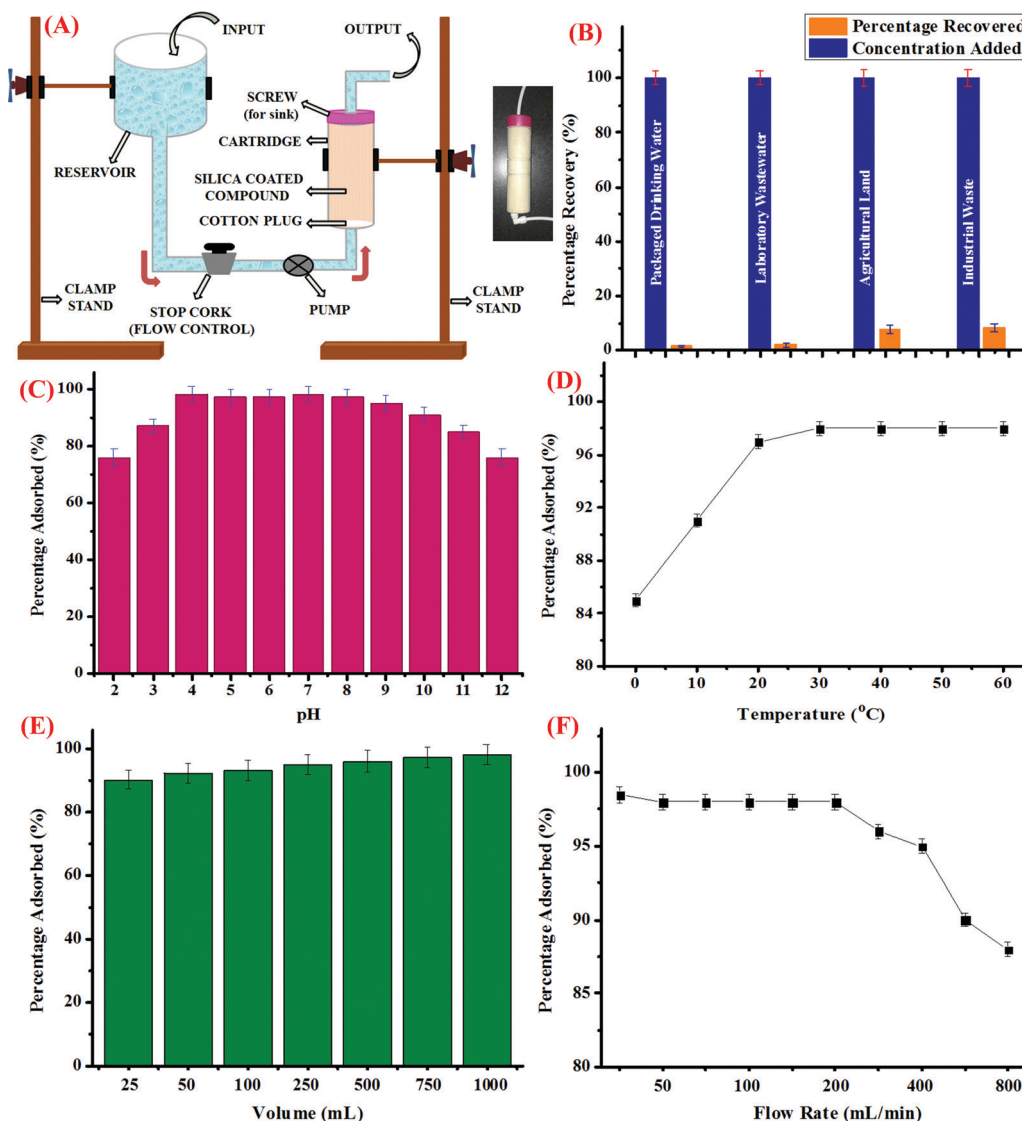 (A)
INPUT
OUTPUT
SCREW
(for sink)
CARTRIDGE
RESERVOIR
SILICA COATED
COMPOUND
COTTON PLUG
CLAMP
STAND
STOP CORK
(FLOW CONTROL)
PUMP
CLAMP
STAND
(B)
Percentage Recovered
Concentration Added
Percentage Recovery (%)
100
80
60
40
20
0
Packaged Drinking Water
Laboratory Wastewater
Agricultural Land
Industrial Waste
(C)
Percentage Adsorbed (%)
100
80
60
40
20
0
2 3 4 5 6 7 8 9 10 11 12
pH
(D)
Percentage Adsorbed (%)
100
96
92
88
84
80
0 10 20 30 40 50 60
Temperature (°C)
(E)
Percentage Adsorbed (%)
100
80
60
40
20
0
25 50 100 250 500 750 1000
Volume (mL)
(F)
Percentage Adsorbed (%)
100
95
90
85
80
50 100 200 400 800
Flow Rate (mL/min)